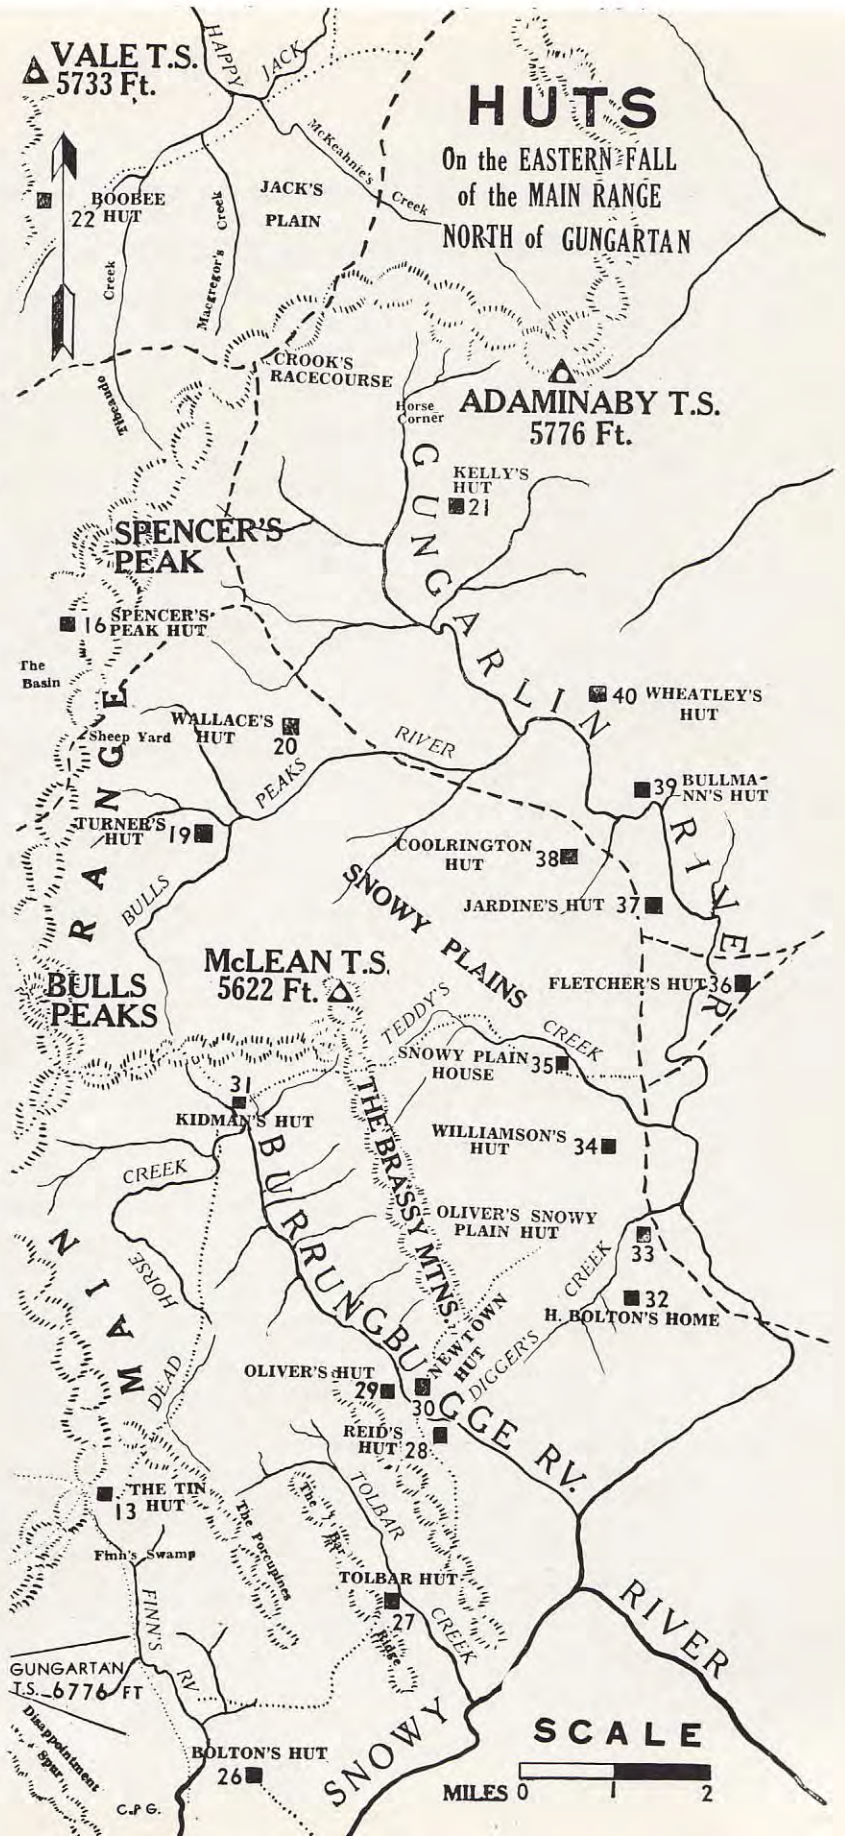 VALE T.S.
5733 Ft.
HAPPY JACK
HUTS
On the EASTERN FALL
of the MAIN RANGE
NORTH of GUNGARTAN
McKeahnie's Creek
22 BOOBEE
HUT
JACK'S
PLAIN
Macgregor's Creek
Tibeaudo Creek
CROOK'S
RACECOURSE
Horse
Corner
ADAMINABY T.S.
5776 Ft.
KELLY'S
HUT
21
GUNGARLIN RIVER
SPENCER'S
PEAK
16 SPENCER'S
PEAK HUT
The
Basin
40 WHEATLEY'S
HUT
WALLACE'S
HUT
20
Sheep Yard
BULLS PEAKS RIVER
39 BULLMA-
NN'S HUT
TURNER'S
HUT
19
COOLRINGTON
HUT
38
SNOWY PLAINS
JARDINE'S HUT 37
MAIN RANGE
BULLS
PEAKS
McLEAN T.S.
5622 Ft.
FLETCHER'S HUT 36
TEDDY'S CREEK
SNOWY PLAIN
HOUSE
35
31
KIDMAN'S HUT
THE BRASSY MTNS.
WILLIAMSON'S
HUT
34
DEAD HORSE CREEK
BURRUNGBUGGE RV.
OLIVER'S SNOWY
PLAIN HUT
33
32
H. BOLTON'S HOME
DIGGER'S CREEK
NEWTOWN
HUT
30
OLIVER'S HUT
29
REID'S
HUT
28
13
THE TIN
HUT
Finn's Swamp
The Porcupines
The Bar Ridge
TOLBAR CREEK
TOLBAR HUT
27
FINN'S RV
GUNGARTAN
T.S. 6776 FT
Disappointment
Spur
BOLTON'S HUT
26
C.P.G.
SNOWY RIVER
SCALE
MILES 0 1 2